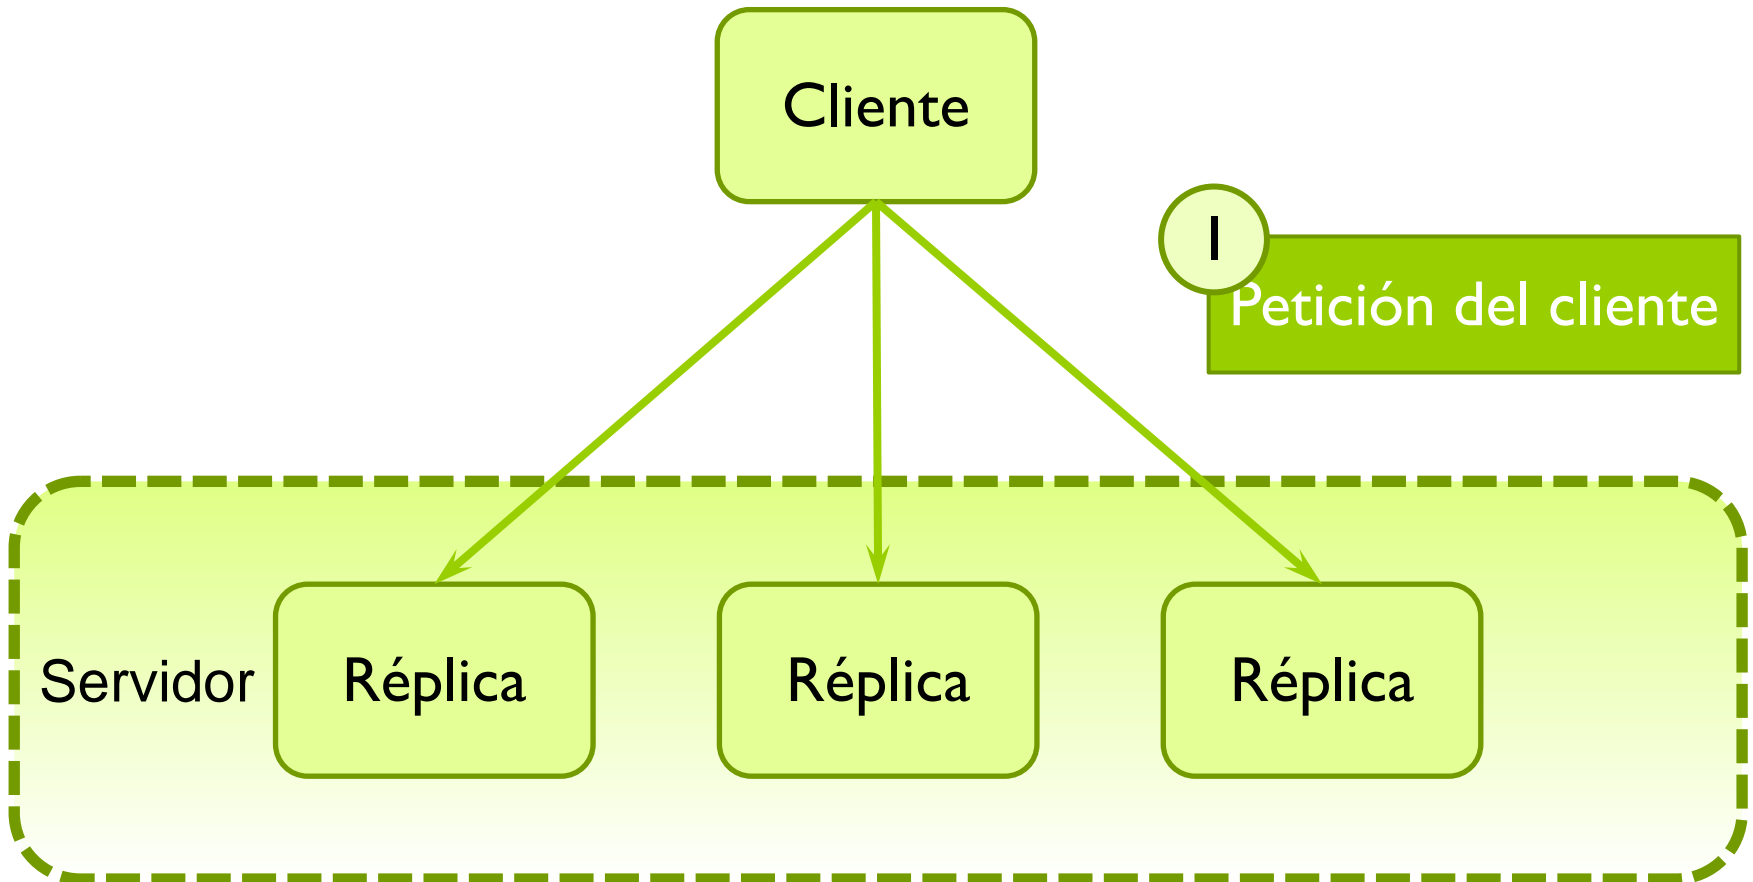 Cliente
1
Petición del cliente
Servidor
Réplica
Réplica
Réplica